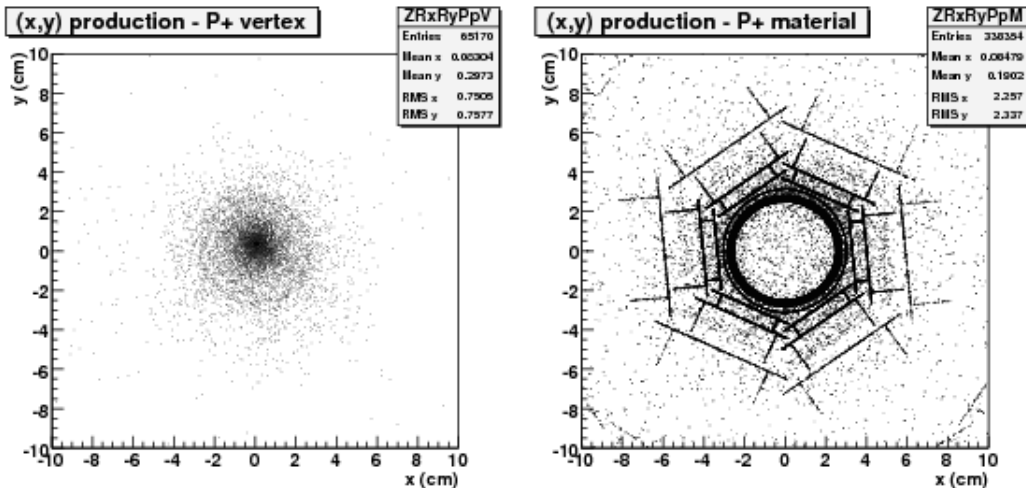 (x,y) production - P+ vertex
ZRxRyPpV
Entries 65170
Mean x 0.05304
Mean y 0.2973
RMS x 0.7505
RMS y 0.7577
y (cm)
10
8
6
4
2
0
-2
-4
-6
-8
-10
-10 -8 -6 -4 -2 0 2 4 6 8 10
x (cm)
(x,y) production - P+ material
ZRxRyPpM
Entries
Mean x 0.06479
Mean y 0.1902
RMS x 2.257
RMS y 2.337
y (cm)
10
8
6
4
2
0
-2
-4
-6
-8
-10
-10 -8 -6 -4 -2 0 2 4 6 8 10
x (cm)